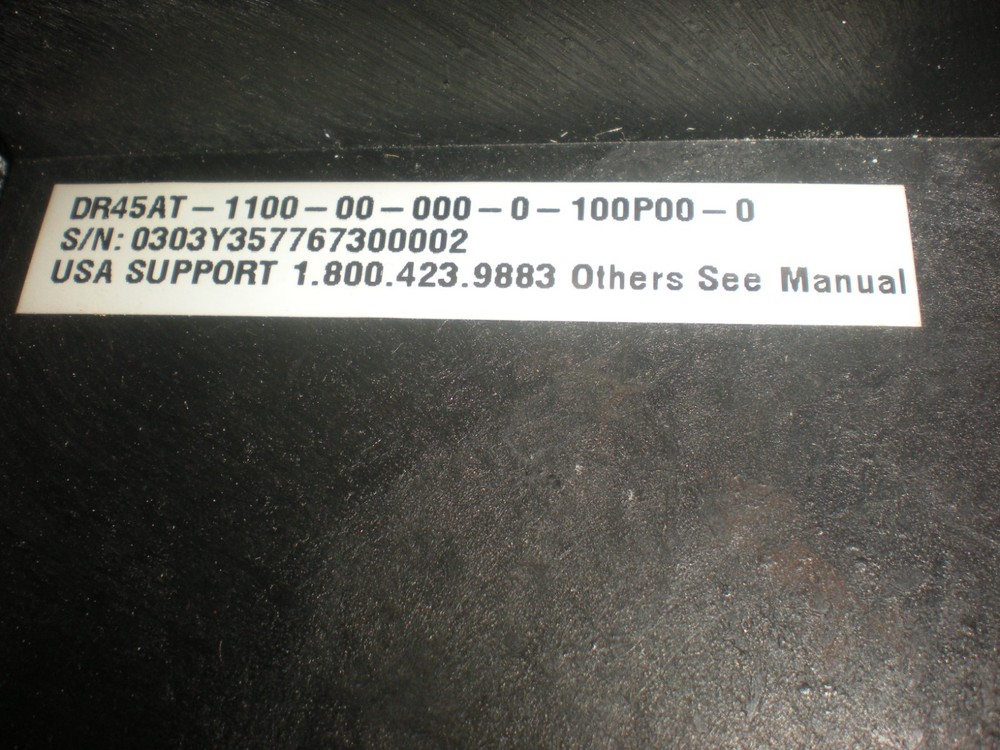 DR45AT-1100-00-000-0-100P00-0
S/N: 0303Y357767300002
USA SUPPORT 1.800.423.9883 Others See Manual